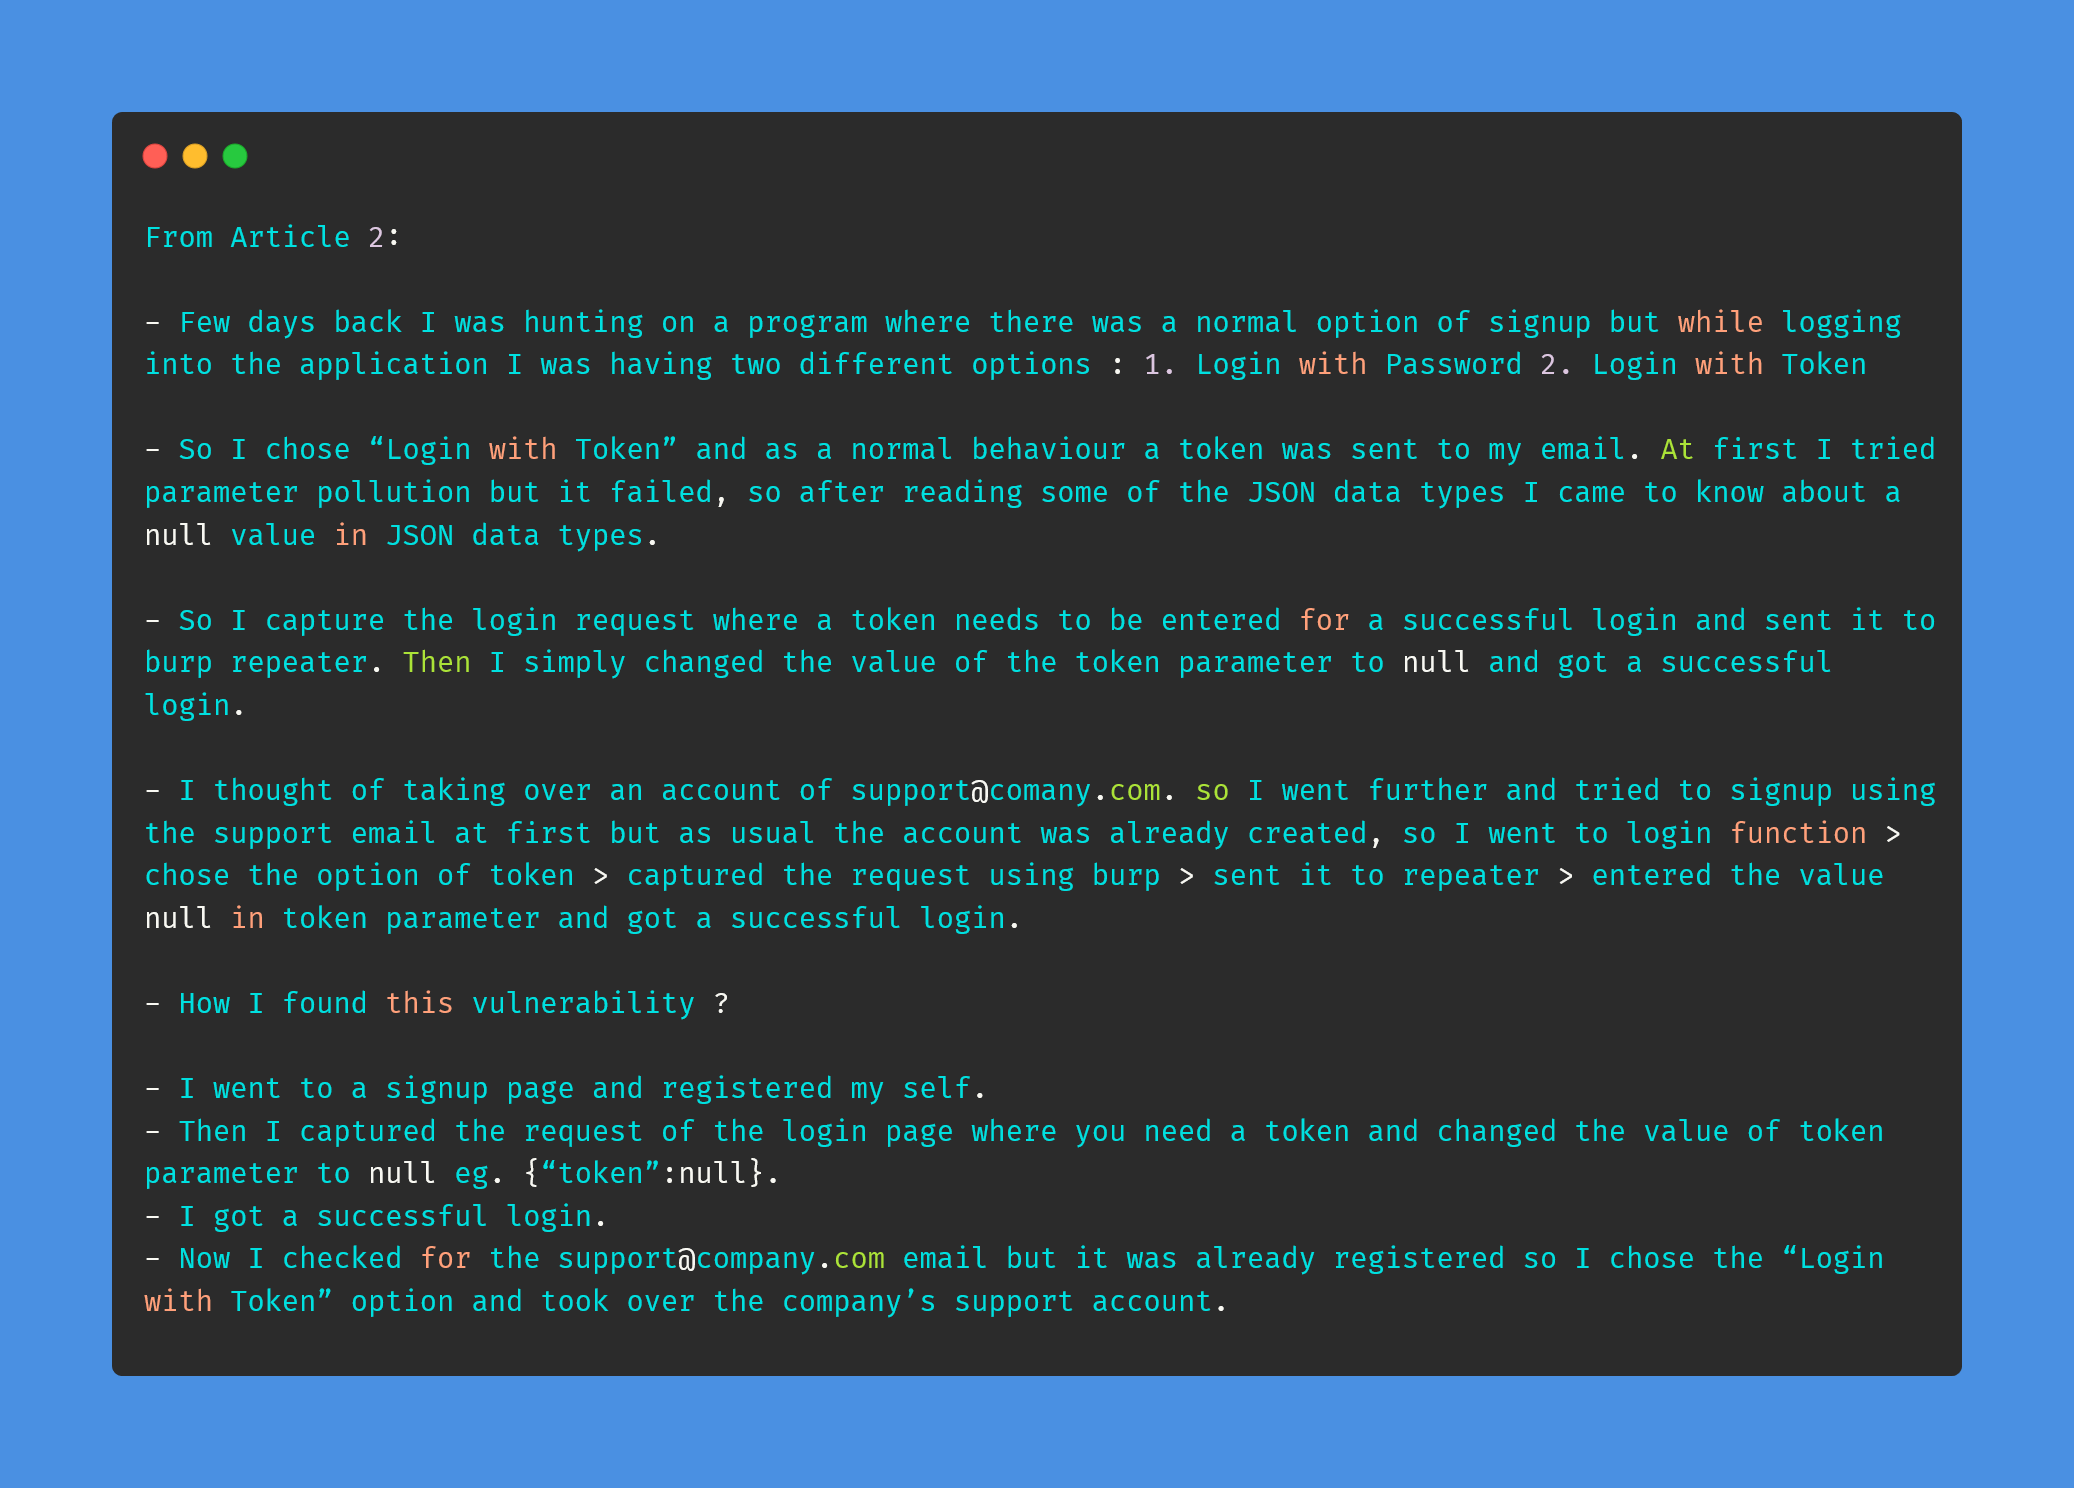 From Article 2:
- Few days back I was hunting on a program where there was a normal option of signup but while logging
into the application I was having two different options : 1. Login with Password 2. Login with Token
- So I chose “Login with Token” and as a normal behaviour a token was sent to my email. At first I tried
parameter pollution but it failed, so after reading some of the JSON data types I came to know about a
null value in JSON data types.
- So I capture the login request where a token needs to be entered for a successful login and sent it to
burp repeater. Then I simply changed the value of the token parameter to null and got a successful
login.
- I thought of taking over an account of support@comany.com. so I went further and tried to signup using
the support email at first but as usual the account was already created, so I went to login function >
chose the option of token > captured the request using burp > sent it to repeater > entered the value
null in token parameter and got a successful login.
- How I found this vulnerability ?
- I went to a signup page and registered my self.
- Then I captured the request of the login page where you need a token and changed the value of token
parameter to null eg. {“token”:null}.
- I got a successful login.
- Now I checked for the support@company.com email but it was already registered so I chose the “Login
with Token” option and took over the company’s support account.